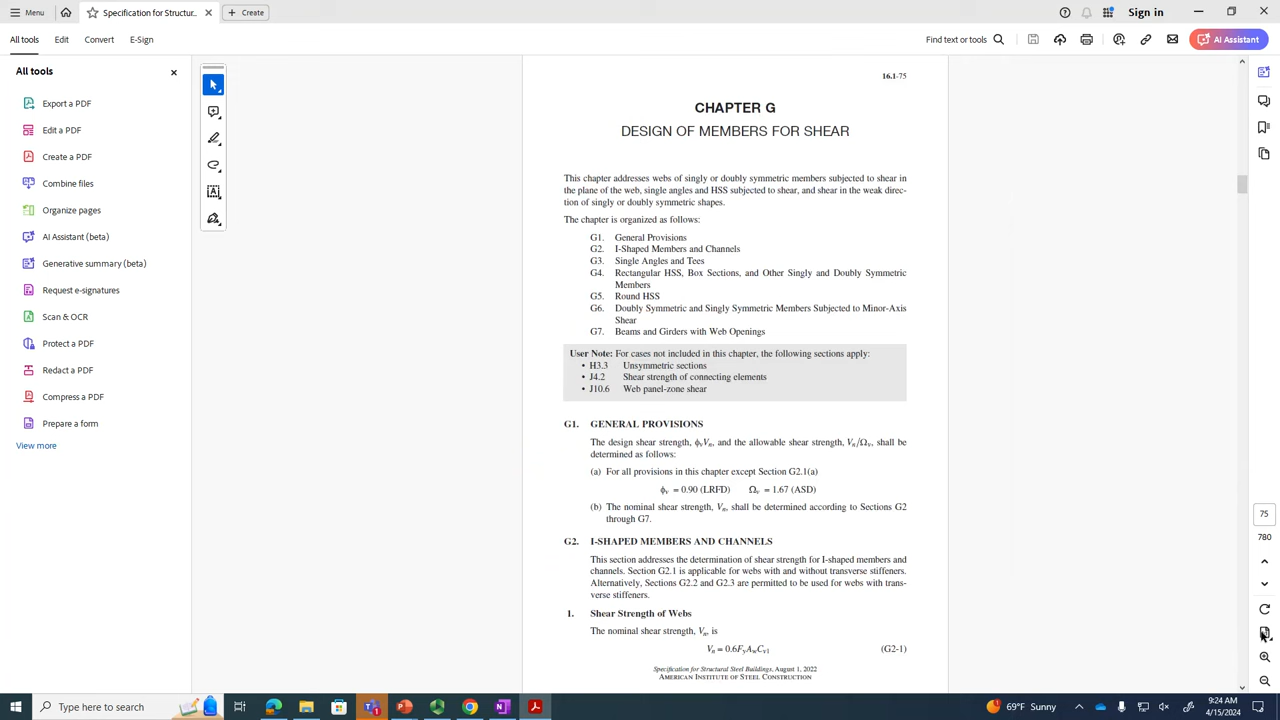 Menu
Specification for Structur...
Create
Sign in
All tools
Edit
Convert
E-Sign
Find text or tools
AI Assistant
All tools
Export a PDF
Edit a PDF
Create a PDF
Combine files
Organize pages
AI Assistant (beta)
Generative summary (beta)
Request e-signatures
Scan & OCR
Protect a PDF
Redact a PDF
Compress a PDF
Prepare a form
View more
16.1-75
CHAPTER G
DESIGN OF MEMBERS FOR SHEAR
This chapter addresses webs of singly or doubly symmetric members subjected to shear in
the plane of the web, single angles and HSS subjected to shear, and shear in the weak direc-
tion of singly or doubly symmetric shapes.
The chapter is organized as follows:
G1. General Provisions
G2. I-Shaped Members and Channels
G3. Single Angles and Tees
G4. Rectangular HSS, Box Sections, and Other Singly and Doubly Symmetric
Members
G5. Round HSS
G6. Doubly Symmetric and Singly Symmetric Members Subjected to Minor-Axis
Shear
G7. Beams and Girders with Web Openings
User Note: For cases not included in this chapter, the following sections apply:
• H3.3 Unsymmetric sections
• J4.2 Shear strength of connecting elements
• J10.6 Web panel-zone shear
G1. GENERAL PROVISIONS
The design shear strength, ϕvVn, and the allowable shear strength, Vn/Ωv, shall be
determined as follows:
(a) For all provisions in this chapter except Section G2.1(a)
ϕv = 0.90 (LRFD) Ωv = 1.67 (ASD)
(b) The nominal shear strength, Vn, shall be determined according to Sections G2
through G7.
G2. I-SHAPED MEMBERS AND CHANNELS
This section addresses the determination of shear strength for I-shaped members and
channels. Section G2.1 is applicable for webs with and without transverse stiffeners.
Alternatively, Sections G2.2 and G2.3 are permitted to be used for webs with trans-
verse stiffeners.
1. Shear Strength of Webs
The nominal shear strength, Vn, is
Vn = 0.6FyAwCv1 (G2-1)
Specification for Structural Steel Buildings, August 1, 2022
AMERICAN INSTITUTE OF STEEL CONSTRUCTION
75
780
Type here to search
69°F Sunny
9:24 AM
4/15/2024